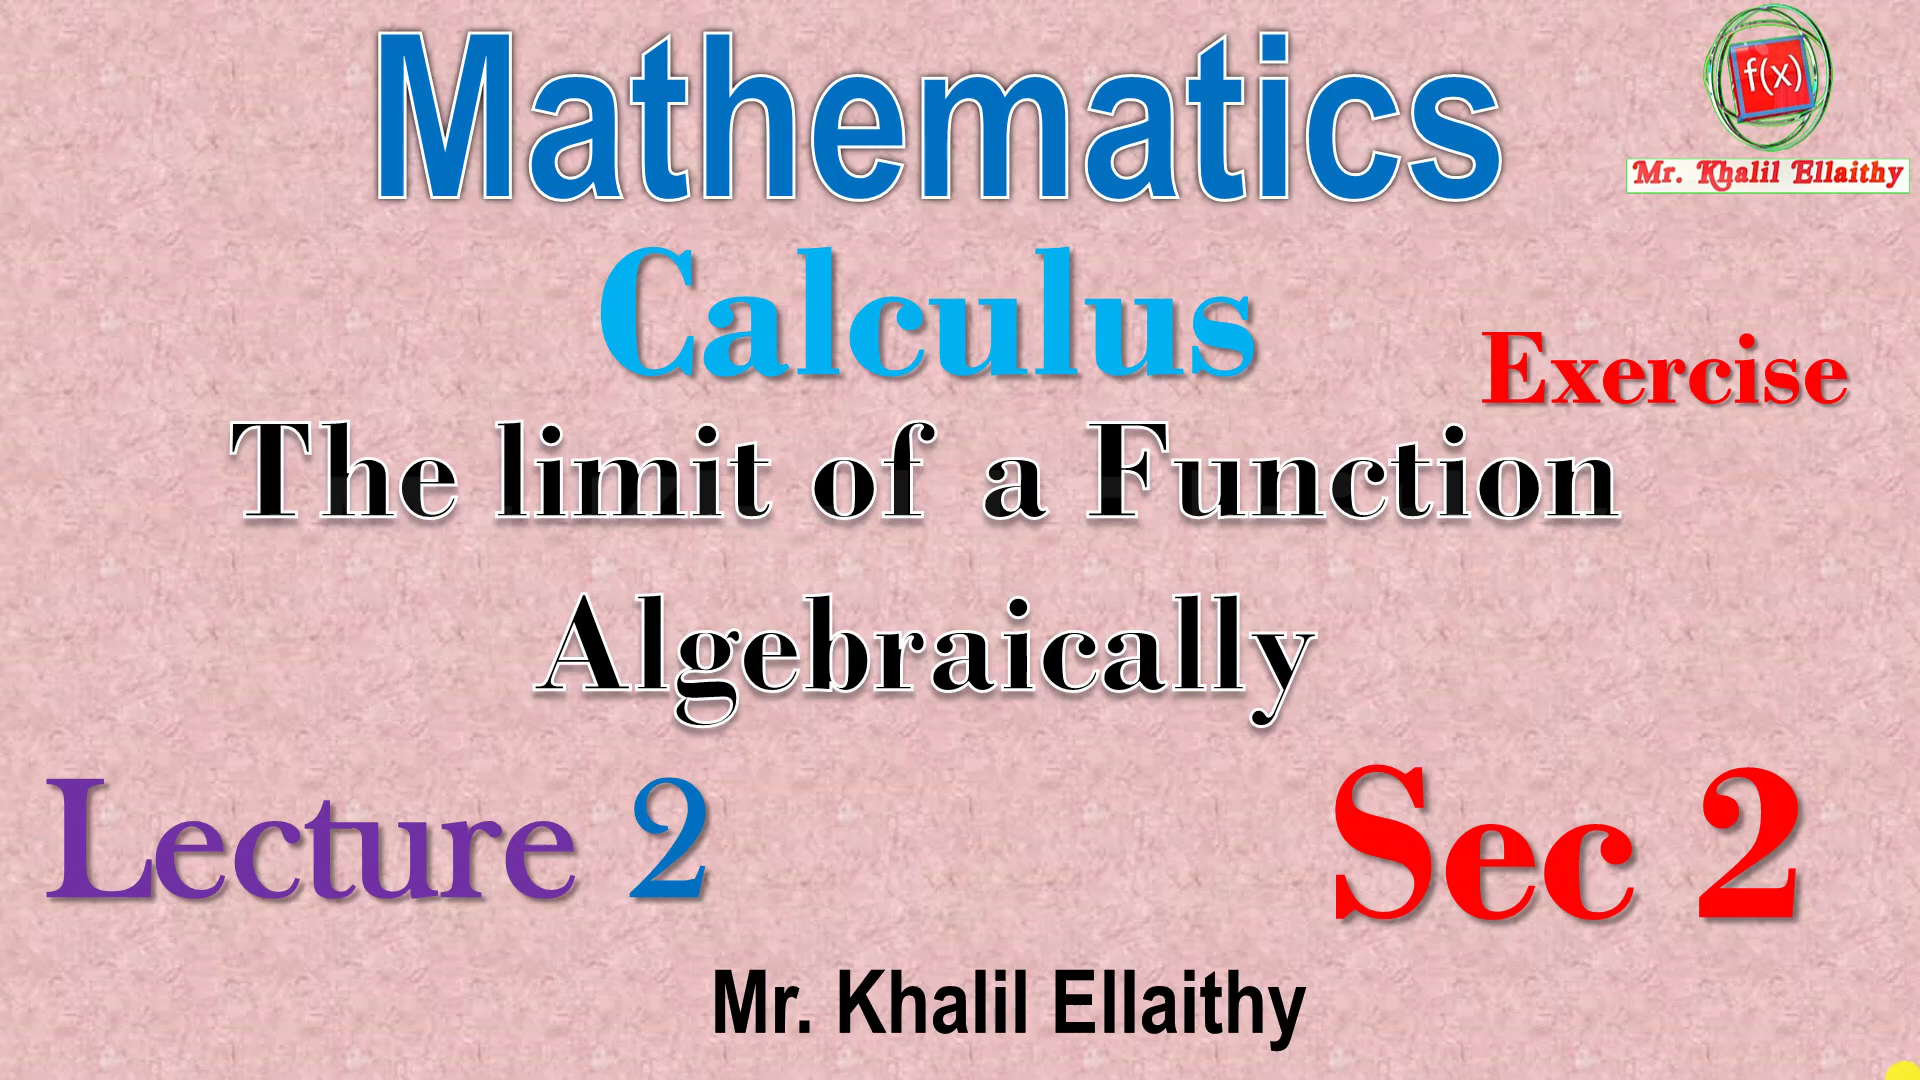 Mathematics
f(x)
Mr. Khalil Ellaithy
Calculus
Exercise
The limit of a Function
Algebraically
Lecture 2
Sec 2
Mr. Khalil Ellaithy